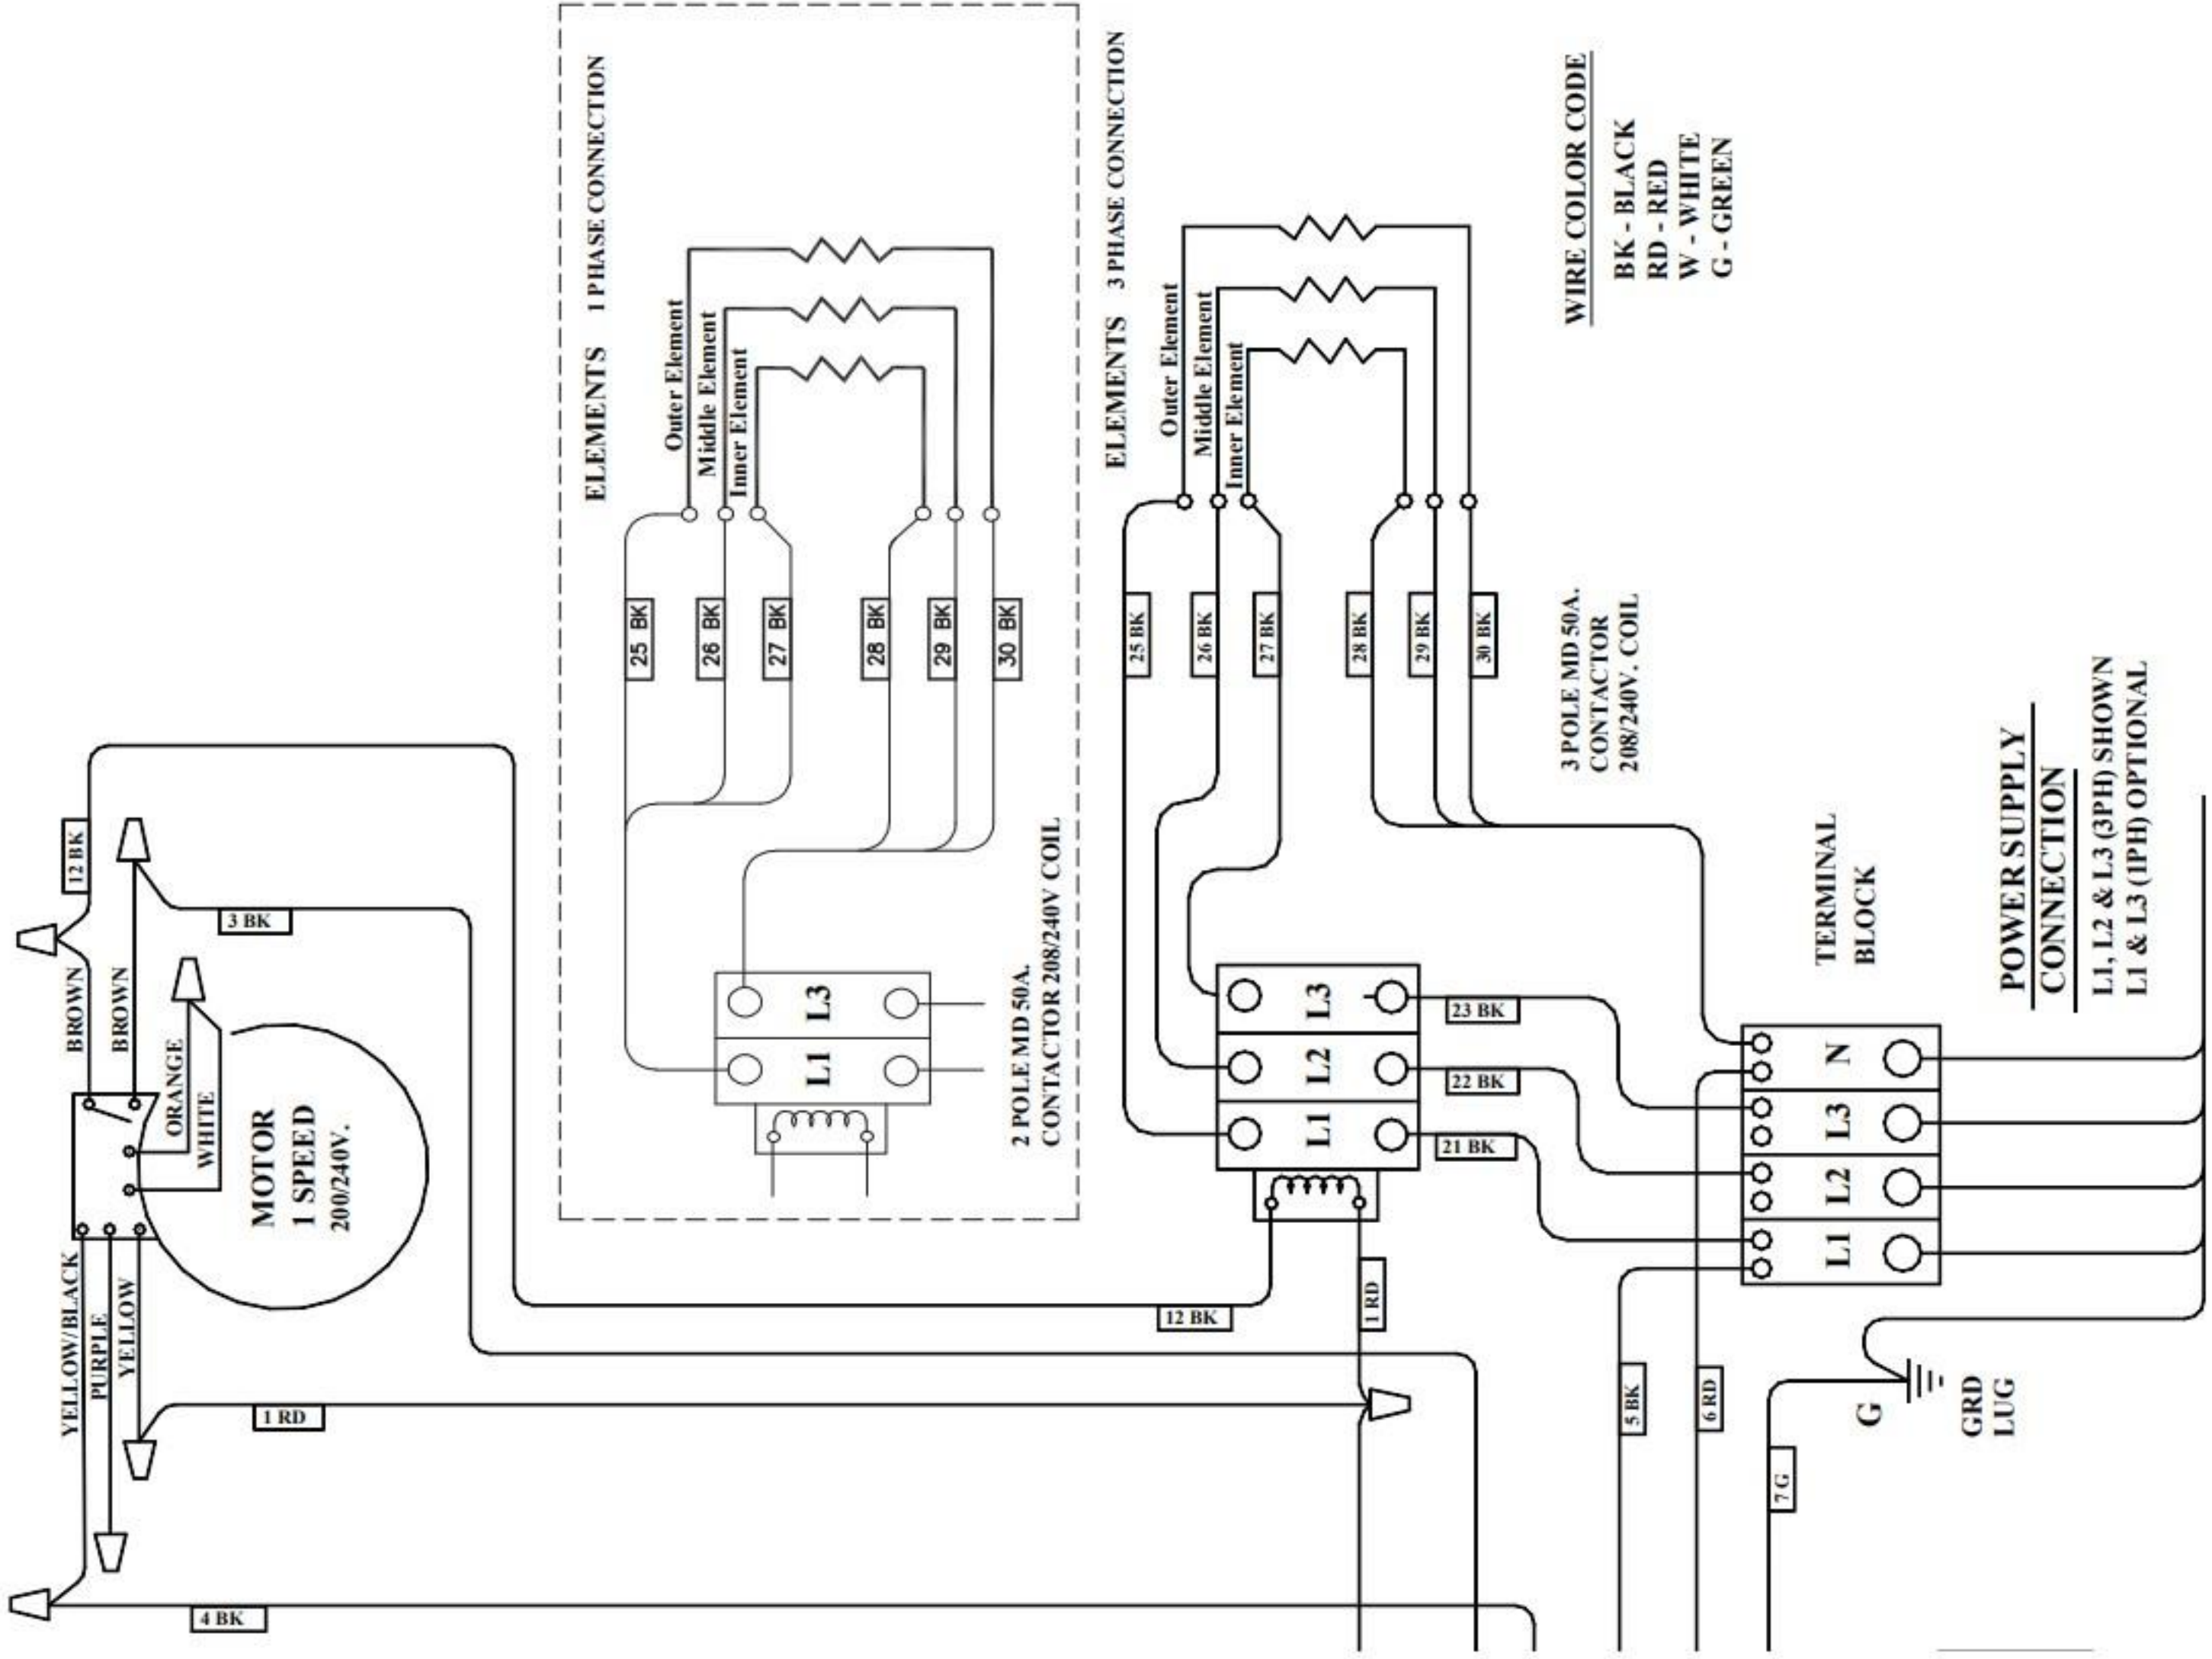 YELLOW/BLACK
PURPLE
YELLOW
BROWN
BROWN
ORANGE
WHITE
12 BK
3 BK
4 BK
1 RD
MOTOR
1 SPEED
200/240V.
ELEMENTS 1 PHASE CONNECTION
Outer Element
Middle Element
Inner Element
25 BK
26 BK
27 BK
28 BK
29 BK
30 BK
L1
L3
2 POLE MD 50A.
CONTACTOR 208/240V COIL
ELEMENTS 3 PHASE CONNECTION
Outer Element
Middle Element
Inner Element
25 BK
26 BK
27 BK
28 BK
29 BK
30 BK
L1
L2
L3
12 BK
1 RD
21 BK
22 BK
23 BK
3 POLE MD 50A.
CONTACTOR
208/240V. COIL
WIRE COLOR CODE
BK - BLACK
RD - RED
W - WHITE
G - GREEN
5 BK
6 RD
7 G
L1
L2
L3
N
TERMINAL
BLOCK
G
GRD
LUG
POWER SUPPLY
CONNECTION
L1, L2 & L3 (3PH) SHOWN
L1 & L3 (1PH) OPTIONAL